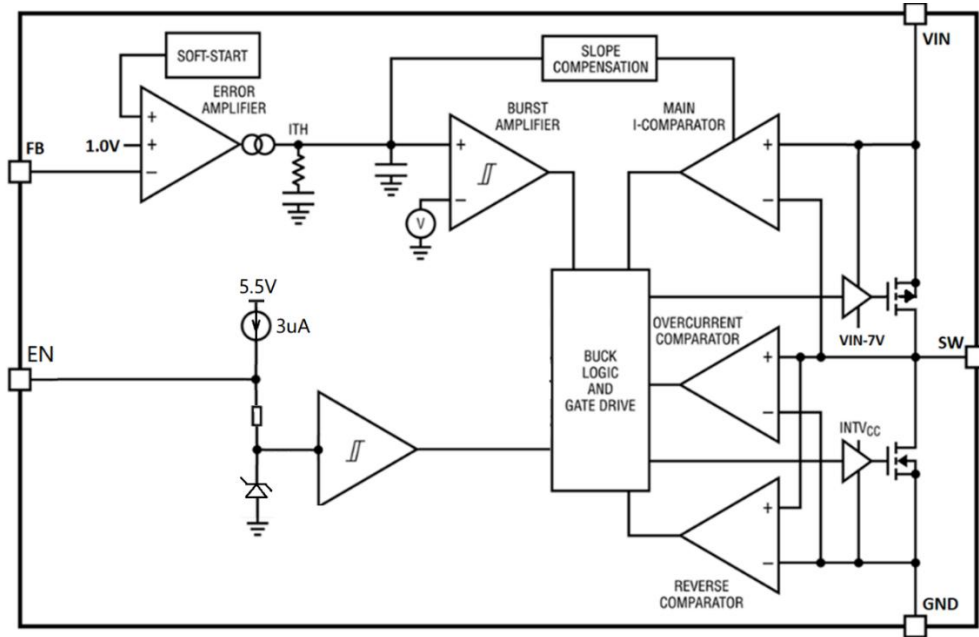 VIN
SLOPE
COMPENSATION
SOFT-START
ERROR
AMPLIFIER
BURST
AMPLIFIER
MAIN
I-COMPARATOR
+
ITH
+
+
1.0V
+
FB
−
−
−
V
5.5V
3uA
OVERCURRENT
COMPARATOR
VIN-7V
SW
EN
BUCK
LOGIC
AND
GATE DRIVE
+
−
INTVCC
+
−
REVERSE
COMPARATOR
GND